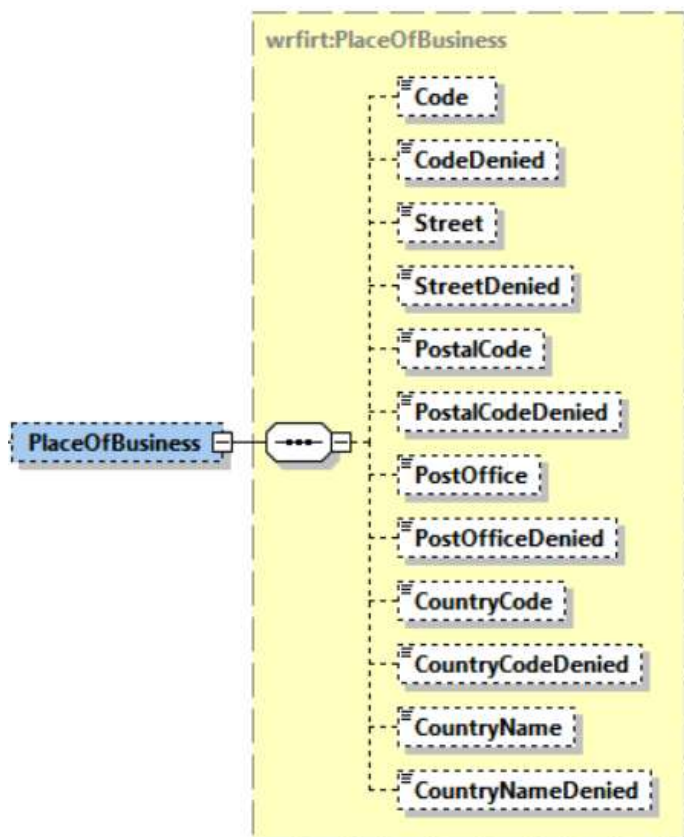 wrfirt:PlaceOfBusiness
Code
CodeDenied
Street
StreetDenied
PostalCode
PostalCodeDenied
PlaceOfBusiness
PostOffice
PostOfficeDenied
CountryCode
CountryCodeDenied
CountryName
CountryNameDenied